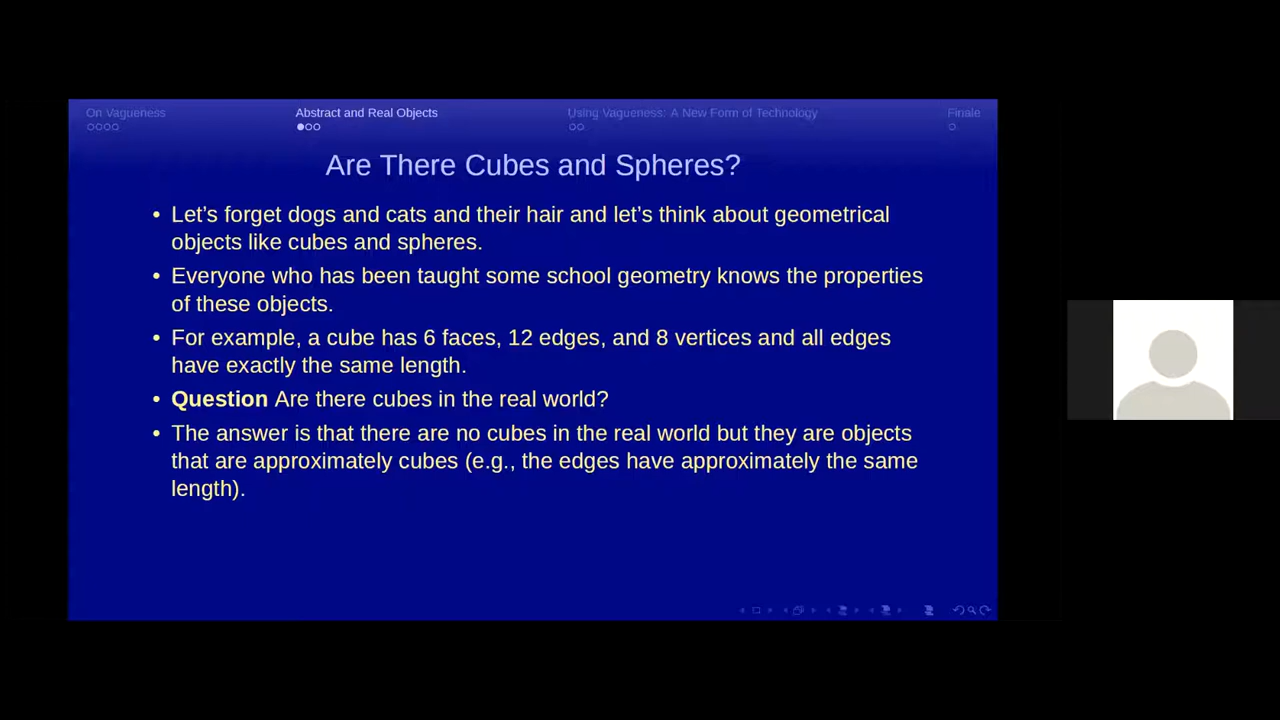 On Vagueness
Abstract and Real Objects
Using Vagueness: A New Form of Technology
Finale
Are There Cubes and Spheres?
• Let's forget dogs and cats and their hair and let's think about geometrical
objects like cubes and spheres.
• Everyone who has been taught some school geometry knows the properties
of these objects.
• For example, a cube has 6 faces, 12 edges, and 8 vertices and all edges
have exactly the same length.
• Question Are there cubes in the real world?
• The answer is that there are no cubes in the real world but they are objects
that are approximately cubes (e.g., the edges have approximately the same
length).